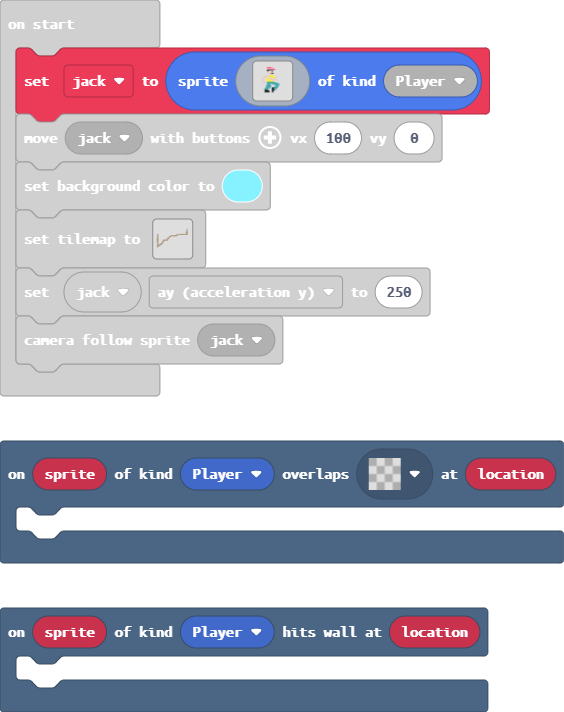 on start
set jack to sprite of kind Player
move jack with buttons vx 100 vy 0
set background color to
set tilemap to
set jack ay (acceleration y) to 250
camera follow sprite jack
on sprite of kind Player overlaps at location
on sprite of kind Player hits wall at location